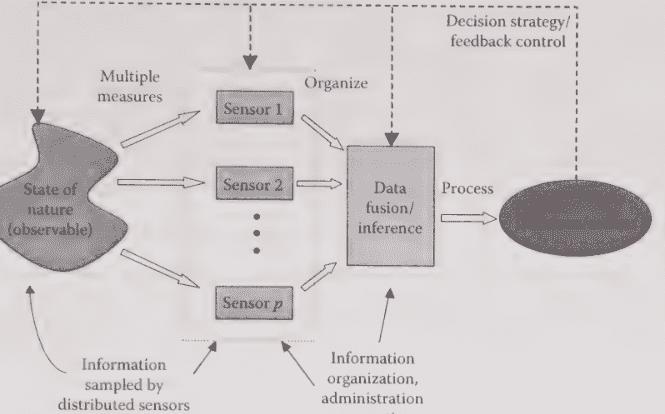 Decision strategy/
feedback control
Multiple
measures
Organize
Sensor 1
State of
nature
(observable)
Sensor 2
Data
fusion/
inference
Process
Sensor p
Information
sampled by
distributed sensors
Information
organization,
administration